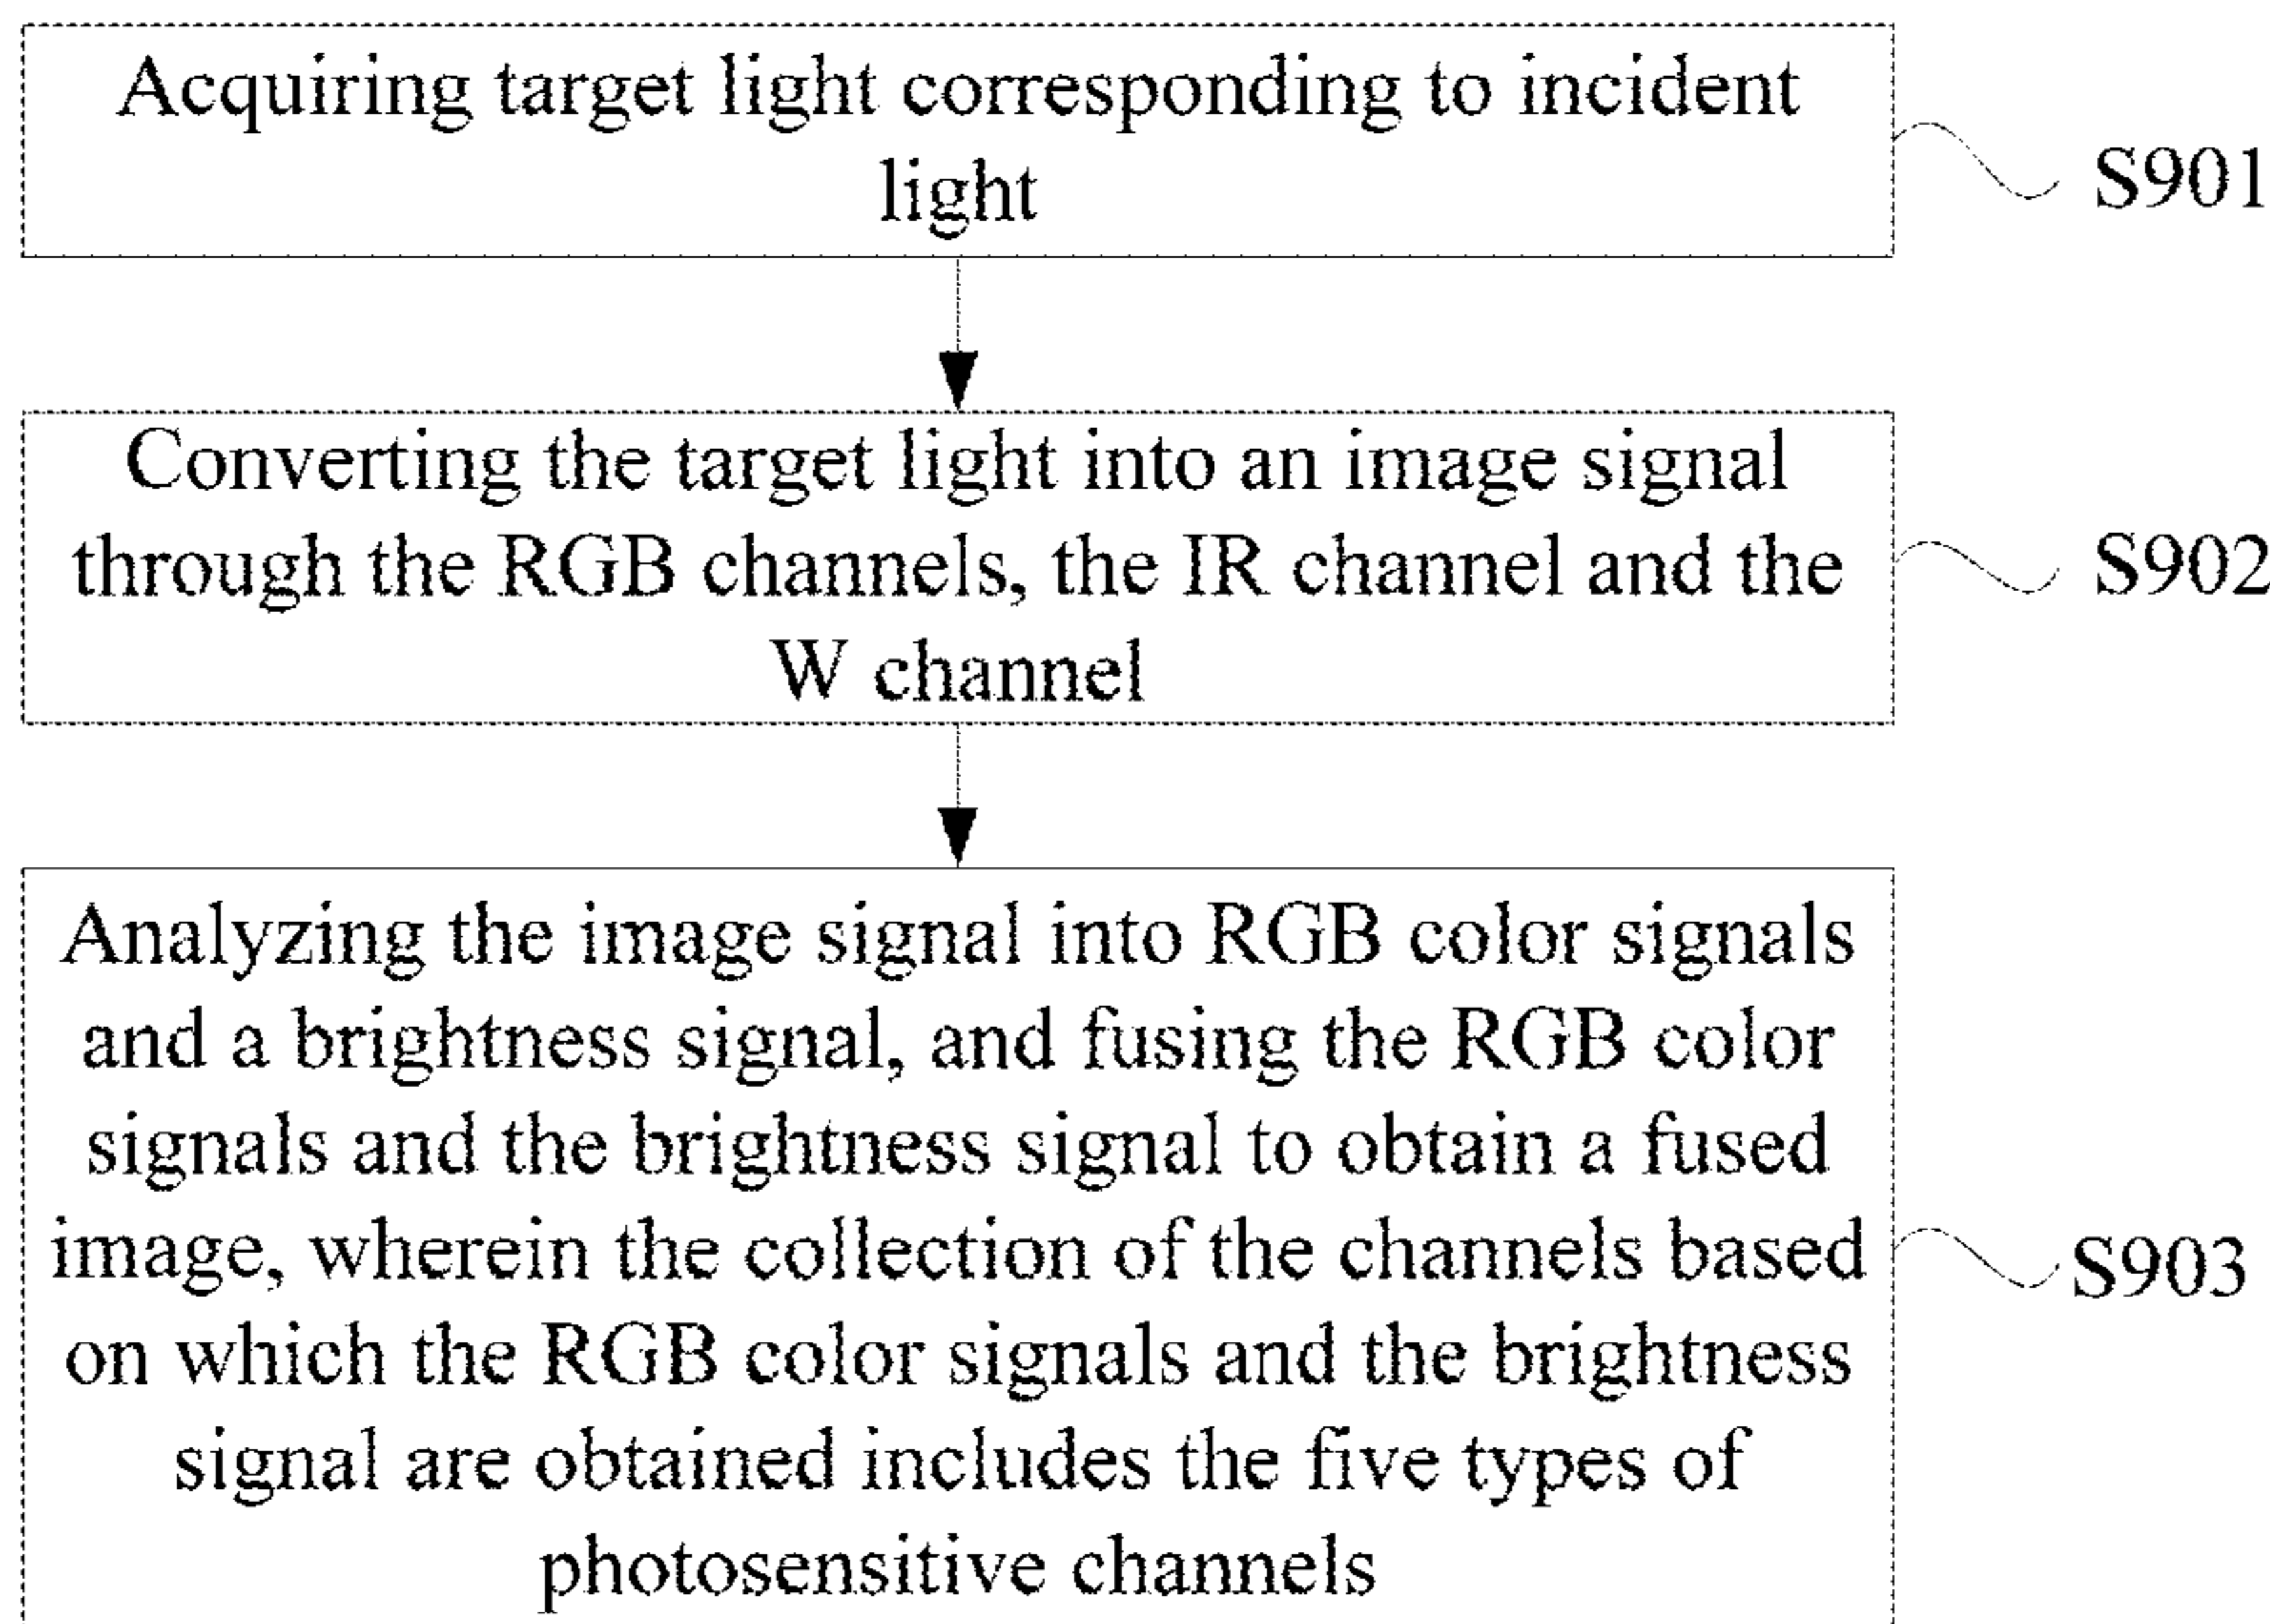 Acquiring target light corresponding to incident
light
S901
Converting the target light into an image signal
through the RGB channels, the IR channel and the
W channel
S902
Analyzing the image signal into RGB color signals
and a brightness signal, and fusing the RGB color
signals and the brightness signal to obtain a fused
image, wherein the collection of the channels based
on which the RGB color signals and the brightness
signal are obtained includes the five types of
photosensitive channels
S903